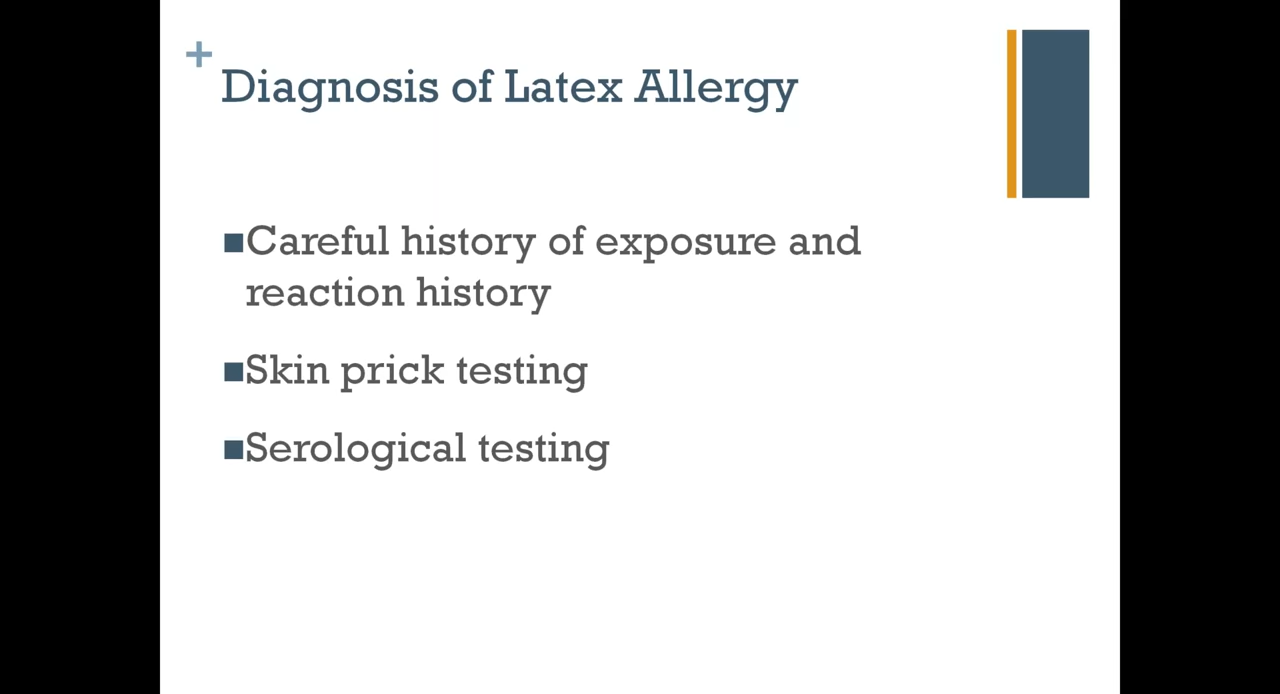 +
Diagnosis of Latex Allergy
■Careful history of exposure and
reaction history
■Skin prick testing
■Serological testing